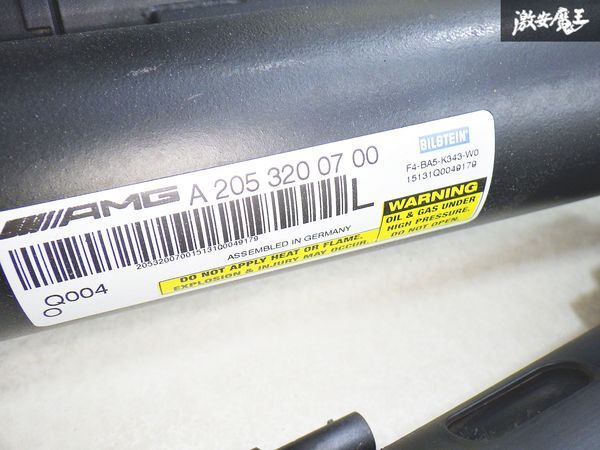 激安魔王
AMG A 205 320 07 00
L
BILSTEIN
F4-BA5-K343-W0
15131Q0049179
205320070015131Q0049179
ASSEMBLED IN GERMANY
Q004
O
DO NOT APPLY HEAT OR FLAME.
EXPLOSION & INJURY MAY OCCUR.
WARNING
OIL & GAS UNDER
HIGH PRESSURE.
DO NOT OPEN.